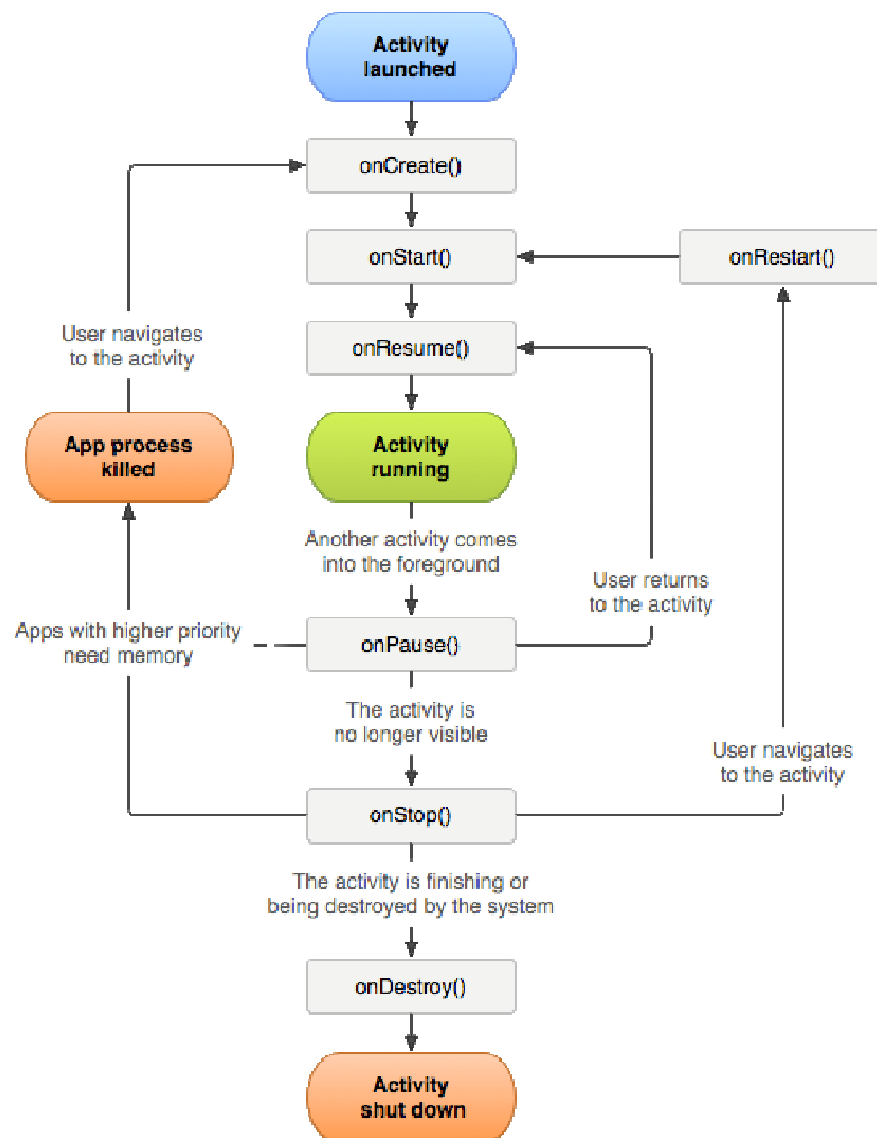 Activity
launched
onCreate()
onStart()
onRestart()
User navigates
to the activity
onResume()
App process
killed
Activity
running
Another activity comes
into the foreground
User returns
to the activity
Apps with higher priority
need memory
onPause()
The activity is
no longer visible
User navigates
to the activity
onStop()
The activity is finishing or
being destroyed by the system
onDestroy()
Activity
shut down